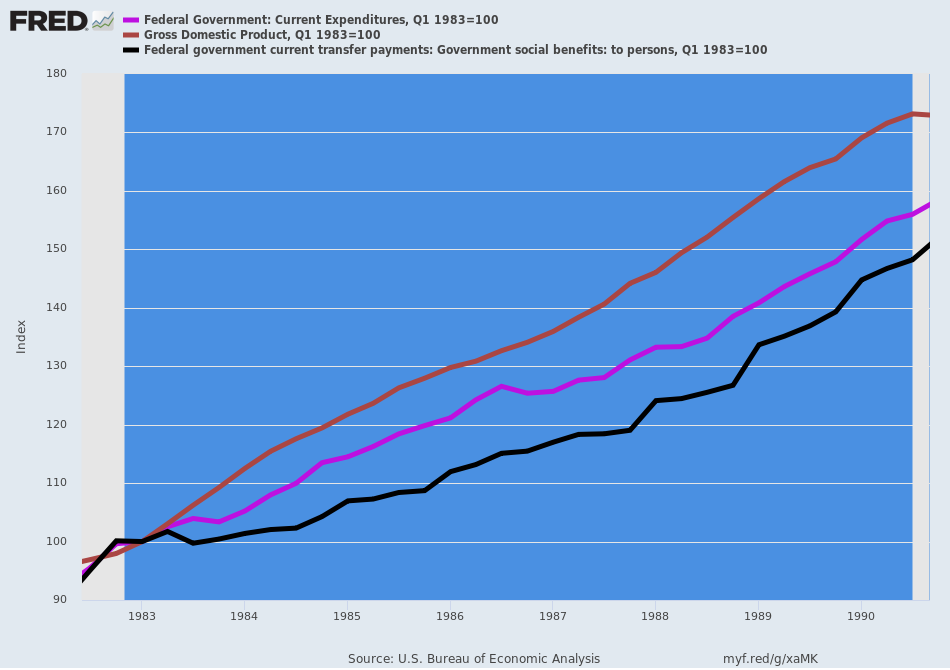 FRED
Federal Government: Current Expenditures, Q1 1983=100
Gross Domestic Product, Q1 1983=100
Federal government current transfer payments: Government social benefits: to persons, Q1 1983=100
180
170
160
150
140
130
120
110
100
90
Index
1983 1984 1985 1986 1987 1988 1989 1990
Source: U.S. Bureau of Economic Analysis myf.red/g/xaMK